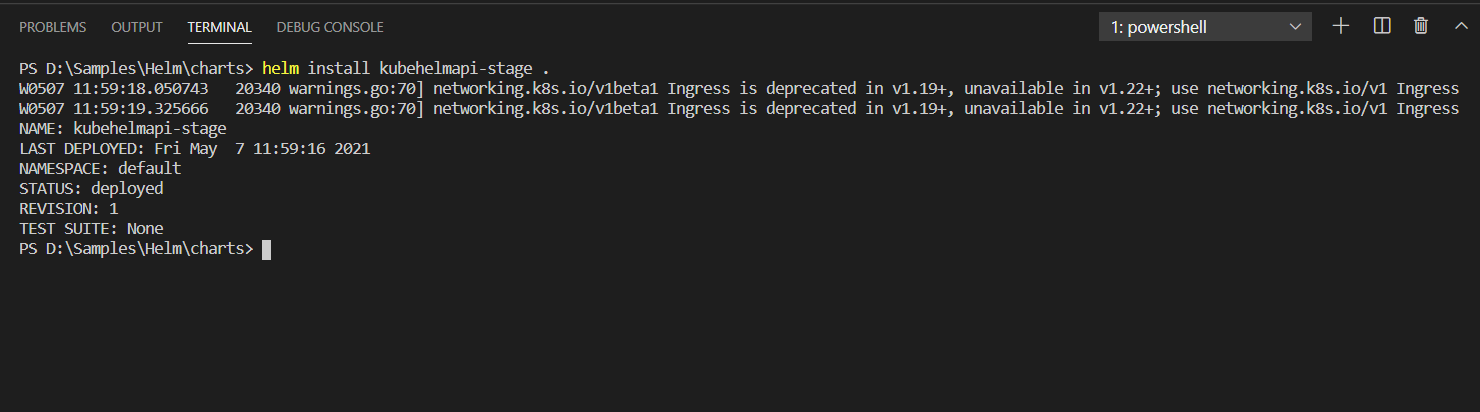 PROBLEMS OUTPUT TERMINAL DEBUG CONSOLE 1: powershell
PS D:\Samples\Helm\charts> helm install kubehelmapi-stage .
W0507 11:59:18.050743   20340 warnings.go:70] networking.k8s.io/v1beta1 Ingress is deprecated in v1.19+, unavailable in v1.22+; use networking.k8s.io/v1 Ingress
W0507 11:59:19.325666   20340 warnings.go:70] networking.k8s.io/v1beta1 Ingress is deprecated in v1.19+, unavailable in v1.22+; use networking.k8s.io/v1 Ingress
NAME: kubehelmapi-stage
LAST DEPLOYED: Fri May  7 11:59:16 2021
NAMESPACE: default
STATUS: deployed
REVISION: 1
TEST SUITE: None
PS D:\Samples\Helm\charts>